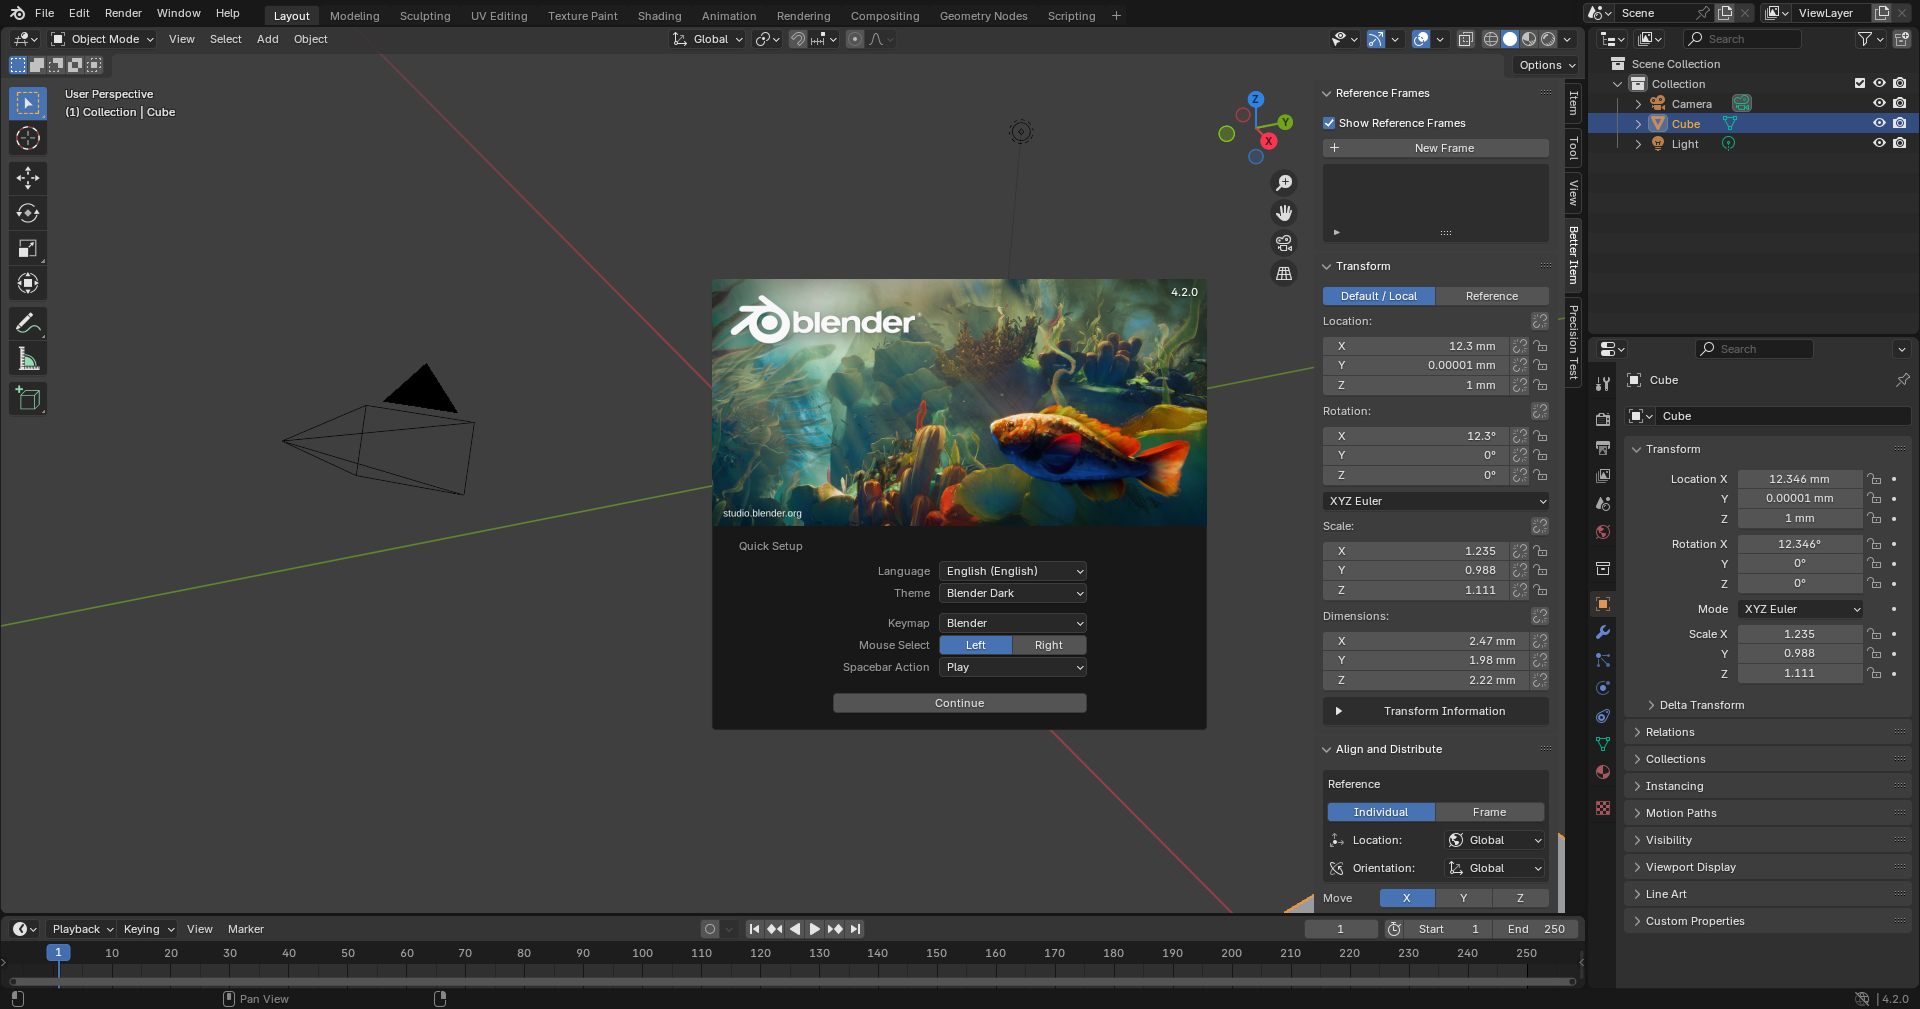 File Edit Render Window Help
Layout Modeling Sculpting UV Editing Texture Paint Shading Animation Rendering Compositing Geometry Nodes Scripting +
Scene
ViewLayer
Object Mode View Select Add Object
Global
Options
User Perspective
(1) Collection | Cube
Z
Y
X
Reference Frames
Show Reference Frames
New Frame
Transform
Default / Local Reference
Location:
X 12.3 mm
Y 0.00001 mm
Z 1 mm
Rotation:
X 12.3°
Y 0°
Z 0°
XYZ Euler
Scale:
X 1.235
Y 0.988
Z 1.111
Dimensions:
X 2.47 mm
Y 1.98 mm
Z 2.22 mm
Transform Information
Align and Distribute
Reference
Individual Frame
Location: Global
Orientation: Global
Move X Y Z
Item
Tool
View
Better Item
Precision Test
blender
4.2.0
studio.blender.org
Quick Setup
Language English (English)
Theme Blender Dark
Keymap Blender
Mouse Select Left Right
Spacebar Action Play
Continue
Search
Scene Collection
Collection
Camera
Cube
Light
Search
Cube
Cube
Transform
Location X 12.346 mm
Y 0.00001 mm
Z 1 mm
Rotation X 12.346°
Y 0°
Z 0°
Mode XYZ Euler
Scale X 1.235
Y 0.988
Z 1.111
Delta Transform
Relations
Collections
Instancing
Motion Paths
Visibility
Viewport Display
Line Art
Custom Properties
Playback Keying View Marker
1
Start 1
End 250
1 10 20 30 40 50 60 70 80 90 100 110 120 130 140 150 160 170 180 190 200 210 220 230 240 250
Pan View
4.2.0